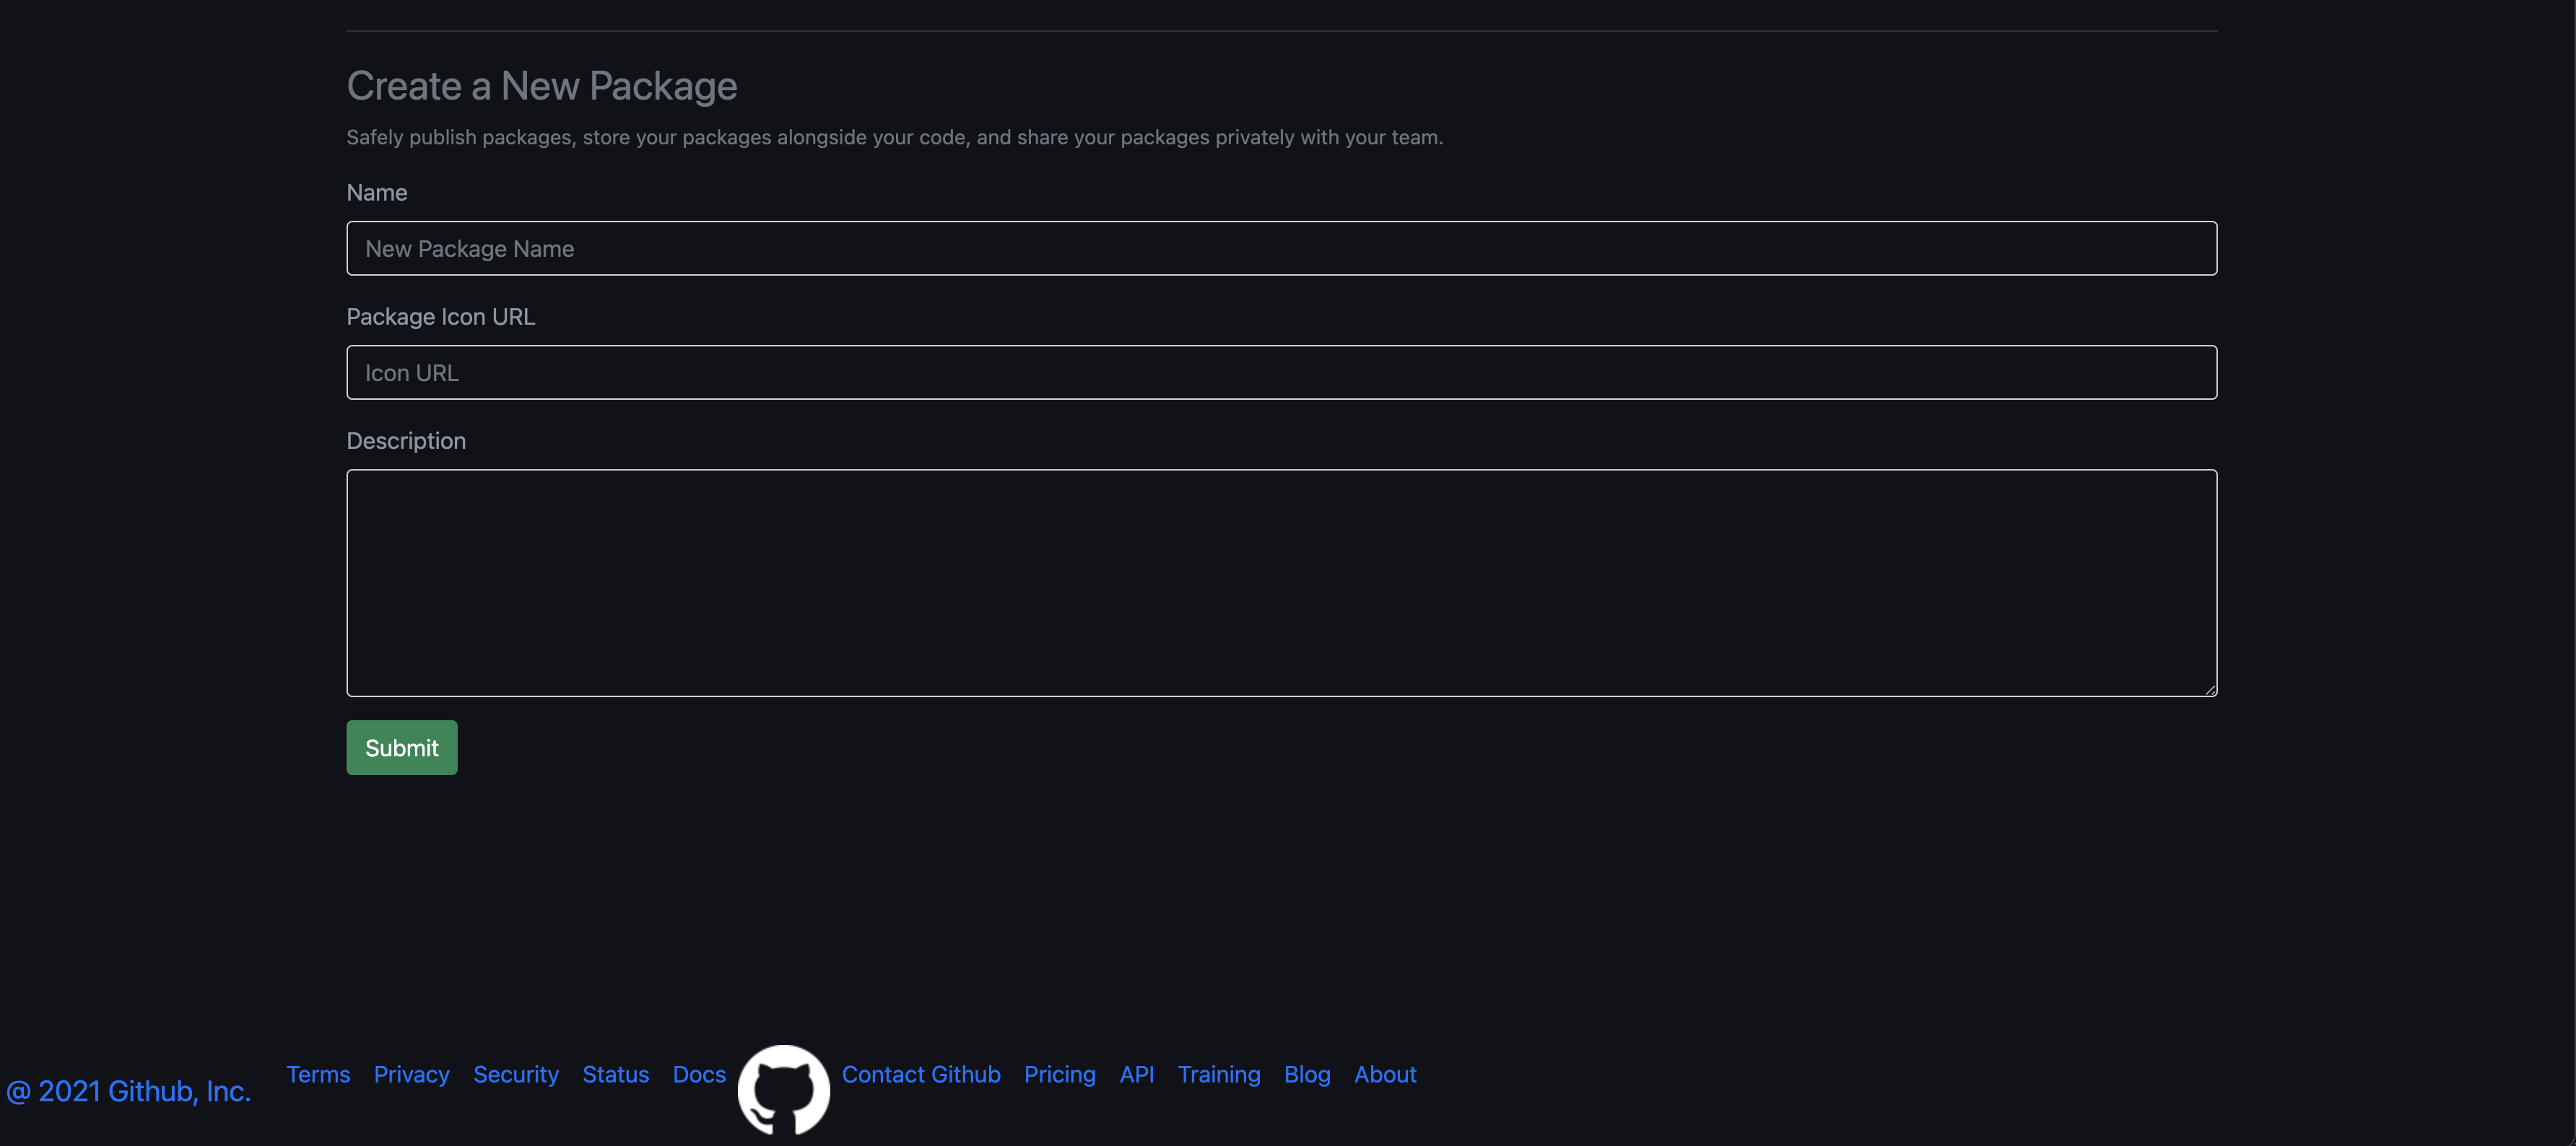 Create a New Package
Safely publish packages, store your packages alongside your code, and share your packages privately with your team.
Name
New Package Name
Package Icon URL
Icon URL
Description
Submit
@ 2021 Github, Inc. Terms Privacy Security Status Docs Contact Github Pricing API Training Blog About